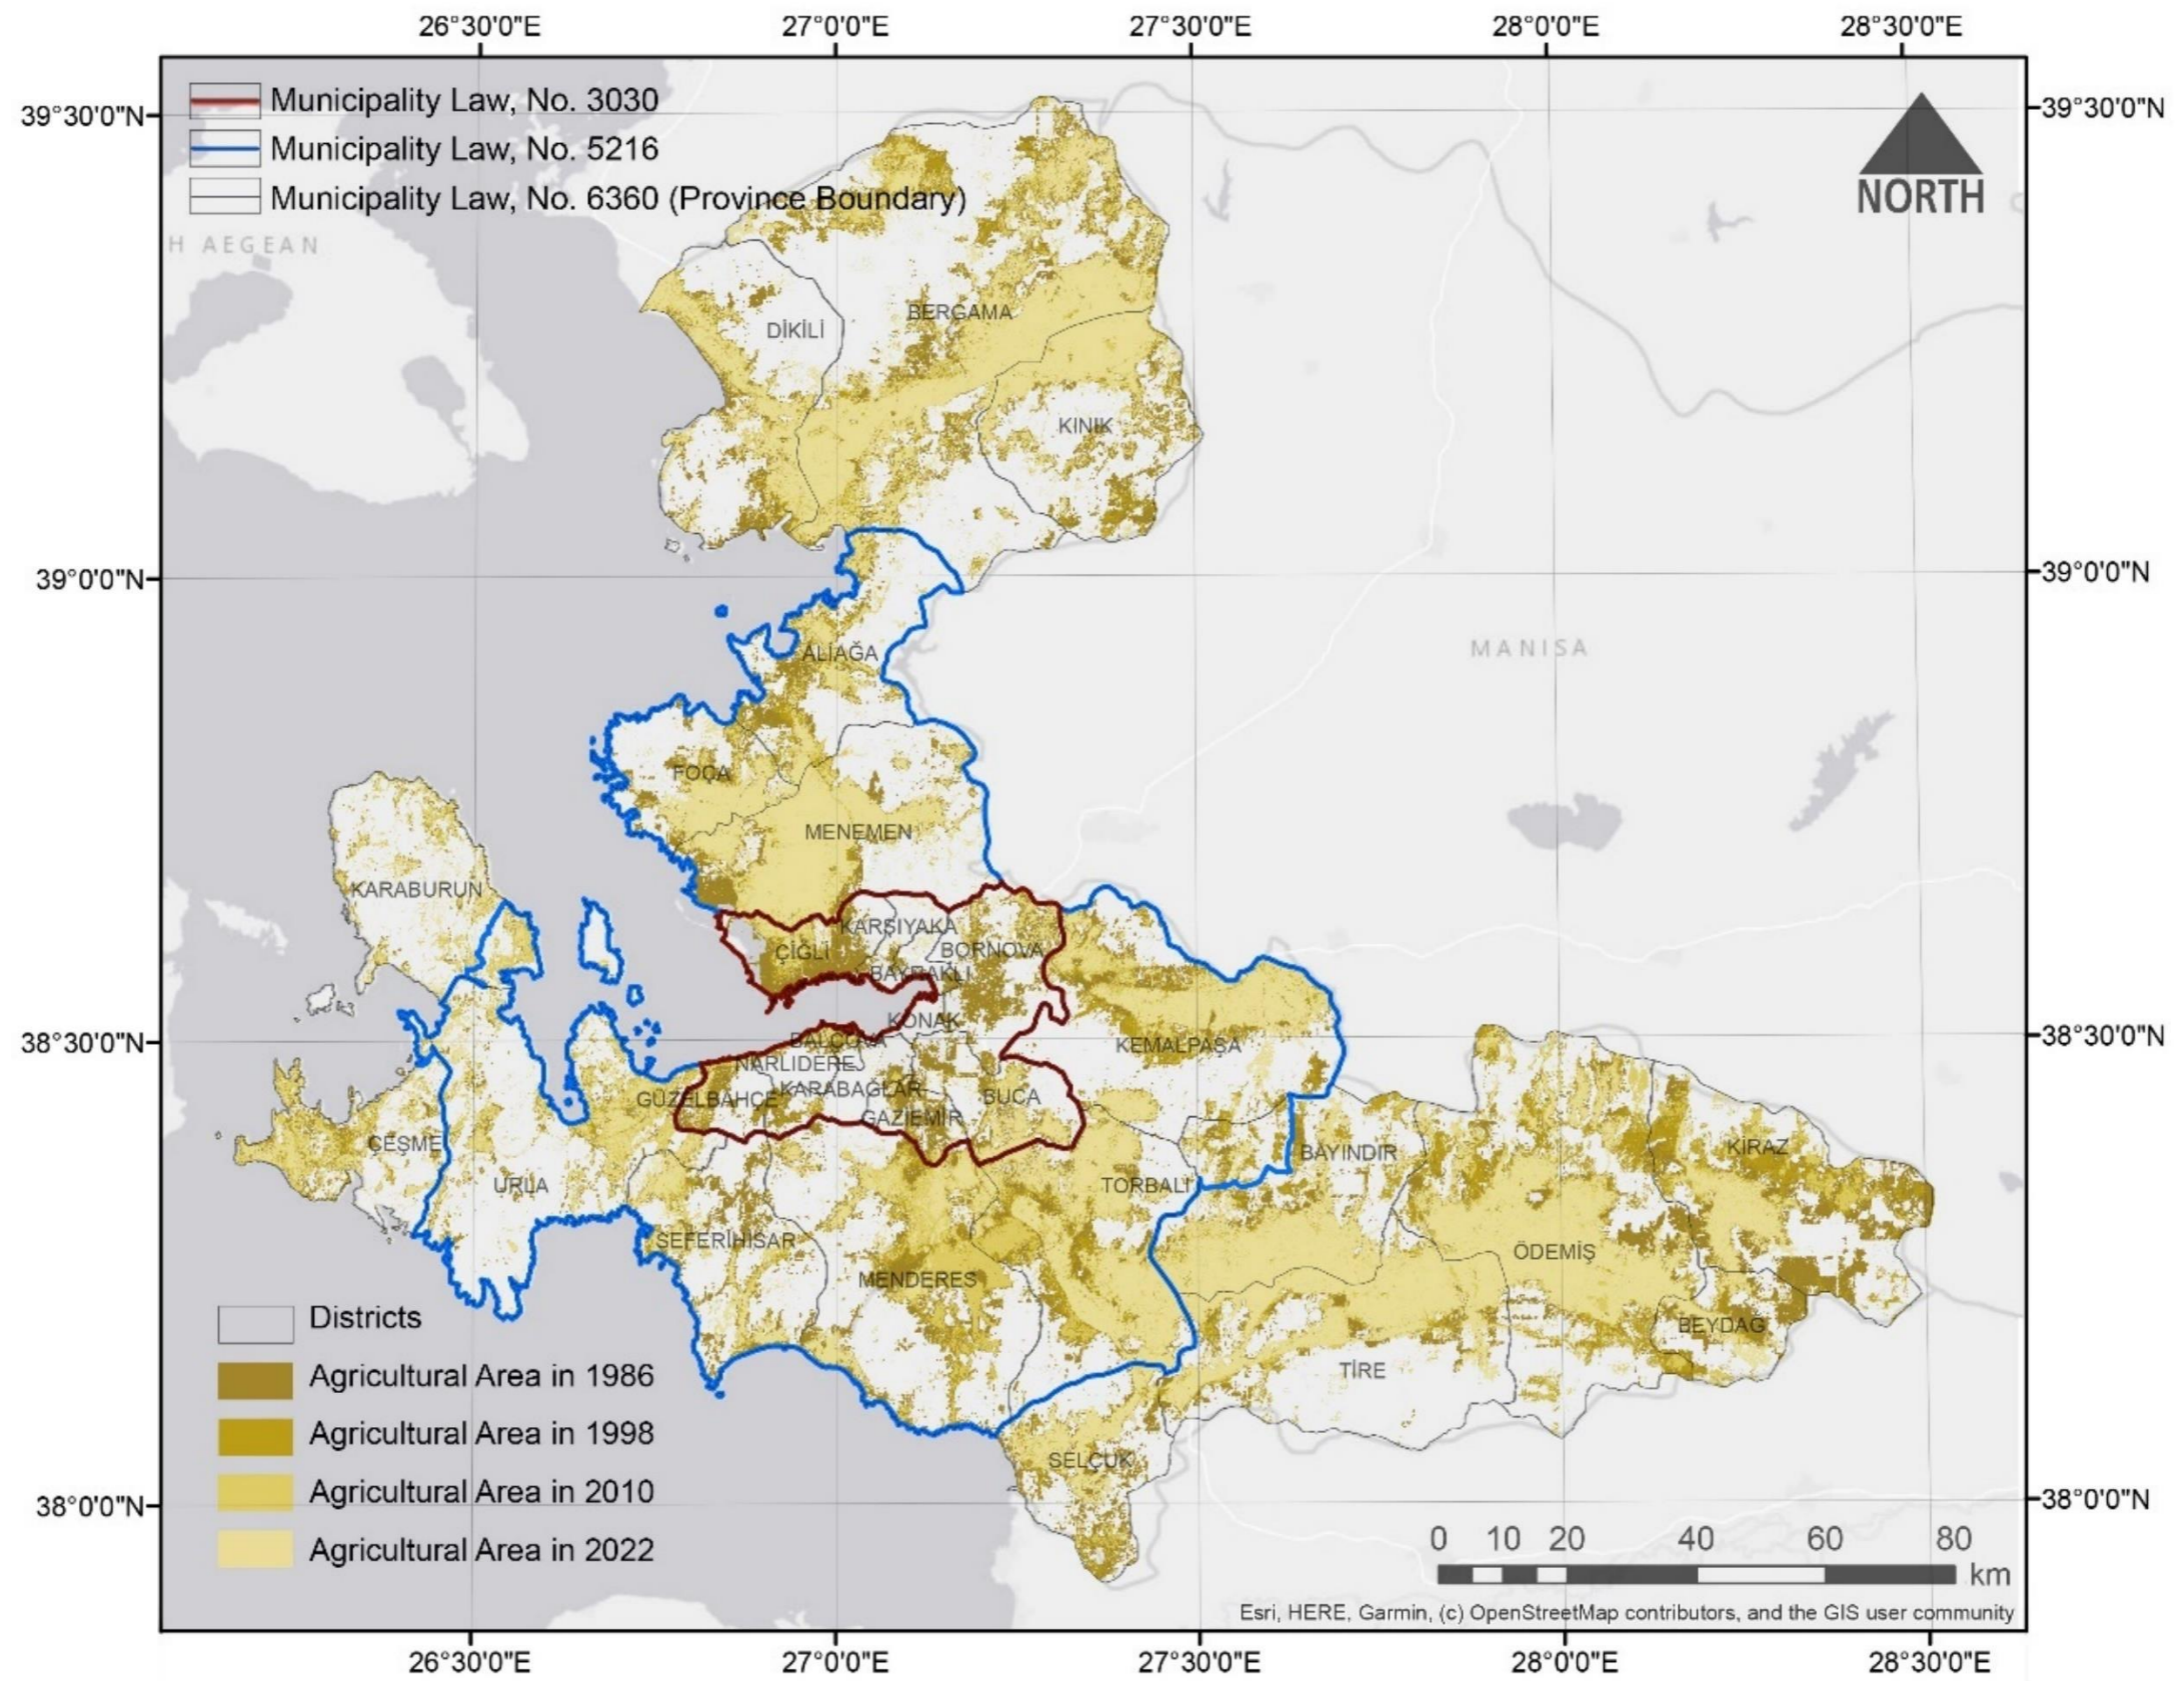 26°30'0"E 27°0'0"E 27°30'0"E 28°0'0"E 28°30'0"E
Municipality Law, No. 3030
39°30'0"N 39°30'0"N
Municipality Law, No. 5216
Municipality Law, No. 6360 (Province Boundary)
NORTH
H AEGEAN
BERGAMA
DİKİLİ
KINIK
39°0'0"N 39°0'0"N
MANISA
ALİAĞA
FOÇA
MENEMEN
KARABURUN
KARŞIYAKA
ÇİĞLİ BORNOVA
BAYRAKLI
KONAK
38°30'0"N 38°30'0"N
BALÇOVA KEMALPAŞA
NARLIDERE
KARABAĞLAR
GÜZELBAHÇE BUCA
GAZİEMİR
ÇEŞME BAYINDIR KİRAZ
URLA TORBALI
SEFERİHİSAR ÖDEMİŞ
MENDERES
Districts BEYDAĞ
Agricultural Area in 1986 TİRE
Agricultural Area in 1998
SELÇUK
Agricultural Area in 2010
38°0'0"N 38°0'0"N
Agricultural Area in 2022
0 10 20 40 60 80
km
Esri, HERE, Garmin, (c) OpenStreetMap contributors, and the GIS user community
26°30'0"E 27°0'0"E 27°30'0"E 28°0'0"E 28°30'0"E